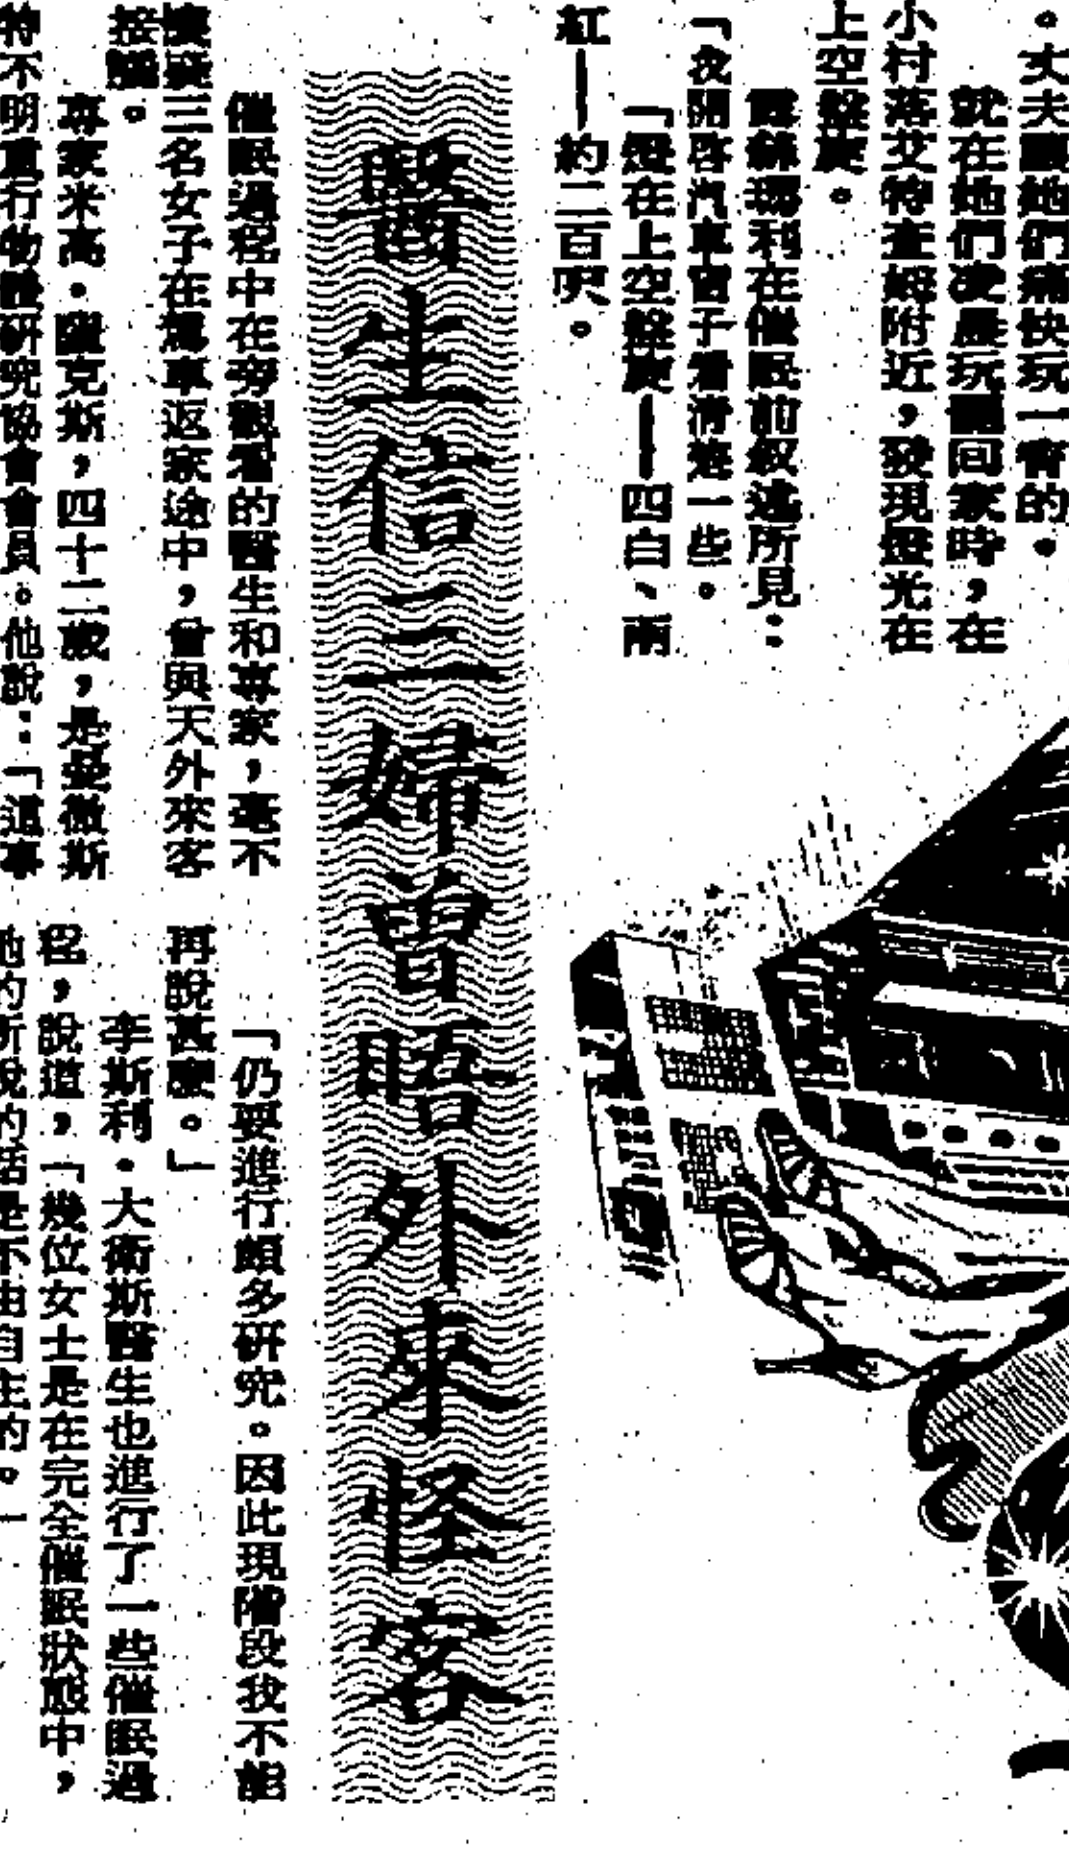 。丈夫讓她們痛快玩一宵的。
就在她們凌晨玩罷回家時，在
小村落艾特查姆附近，發現燈光在
上空盤旋。
露絲瑪利在催眠前敘述所見：
「我開啓汽車窗子看清楚一些。
「燈在上空盤旋——四白、兩
紅——約二百呎。
醫生信三婦曾晤外來怪客
催眠過程中在旁觀看的醫生和專家，毫不
懷疑三名女子在駕車返家途中，曾與天外來客
接觸。
專家米高·克斯，四十二歲，是愛微斯
特不明飛行物體研究協會會員。他說：「這事
「仍要進行頗多研究。因此現階段我不能
再說甚麼。」
李斯利·大衛斯醫生也進行了一些催眠過
程，說道，「幾位女士是在完全催眠狀態中，
她的所說的話是不由自主的。」